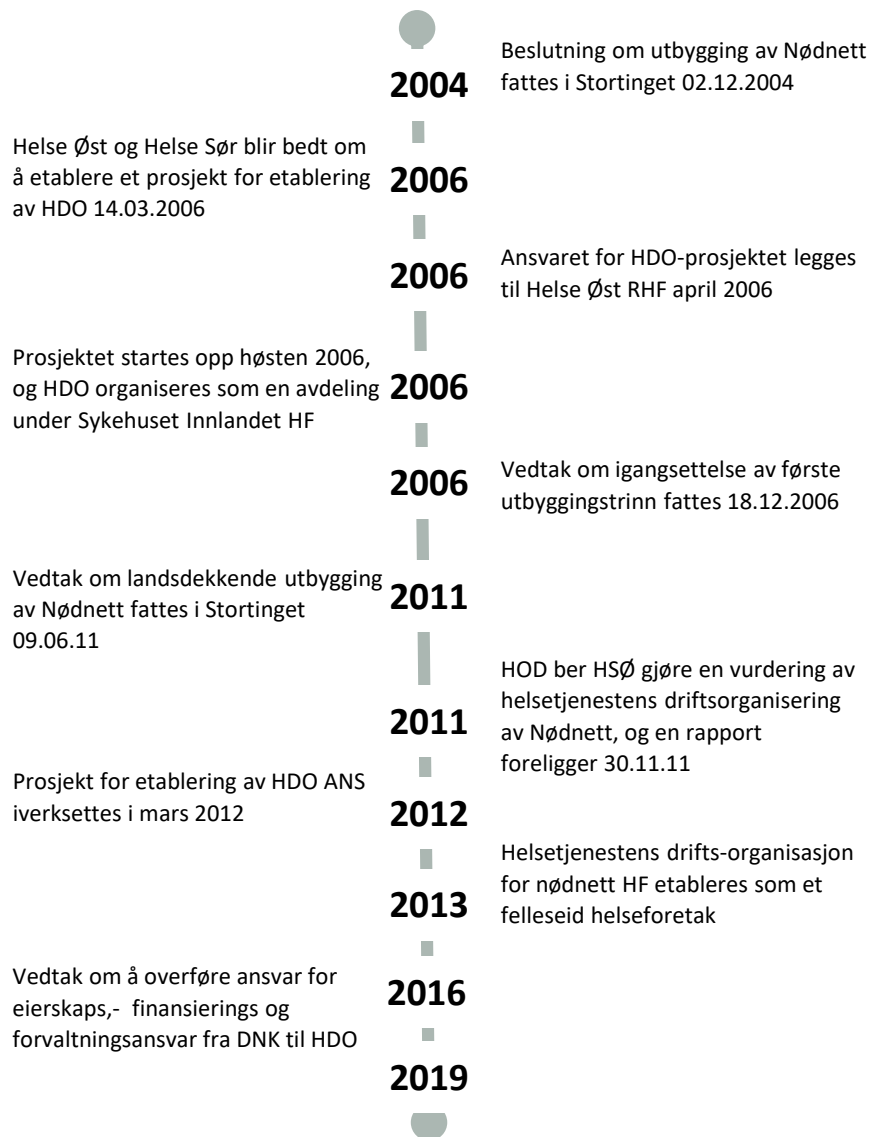 2004
Beslutning om utbygging av Nødnett
fattes i Stortinget 02.12.2004
Helse Øst og Helse Sør blir bedt om
å etablere et prosjekt for etablering
av HDO 14.03.2006
2006
2006
Ansvaret for HDO-prosjektet legges
til Helse Øst RHF april 2006
Prosjektet startes opp høsten 2006,
og HDO organiseres som en avdeling
under Sykehuset Innlandet HF
2006
2006
Vedtak om igangsettelse av første
utbyggingstrinn fattes 18.12.2006
Vedtak om landsdekkende utbygging
av Nødnett fattes i Stortinget
09.06.11
2011
2011
HOD ber HSØ gjøre en vurdering av
helsetjenestens driftsorganisering
av Nødnett, og en rapport
foreligger 30.11.11
Prosjekt for etablering av HDO ANS
iverksettes i mars 2012
2012
2013
Helsetjenestens drifts-organisasjon
for nødnett HF etableres som et
felleseid helseforetak
Vedtak om å overføre ansvar for
eierskaps,- finansierings og
forvaltningsansvar fra DNK til HDO
2016
2019